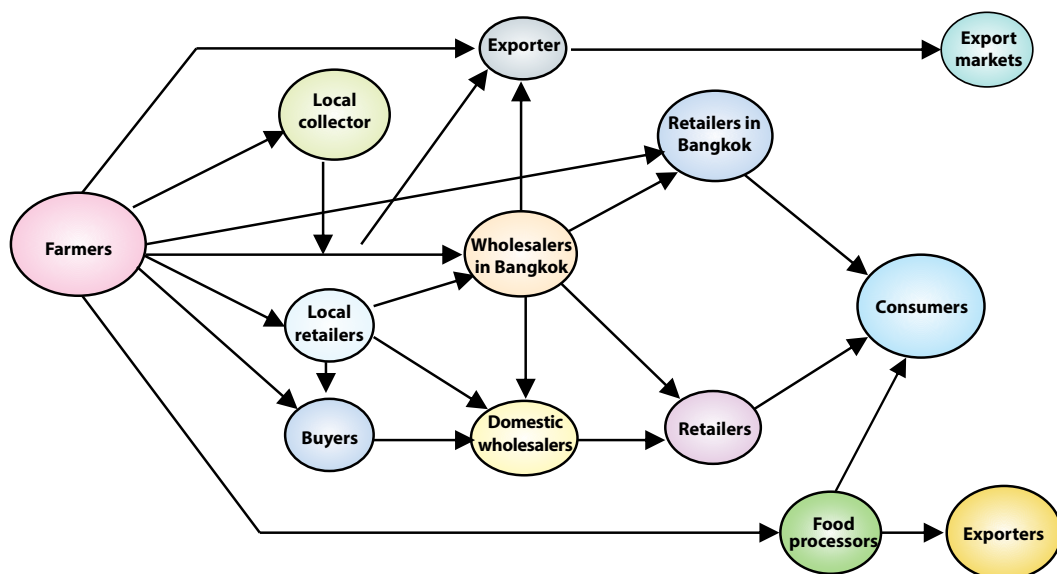 Exporter
Export
markets
Local
collector
Retailers in
Bangkok
Farmers
Wholesalers
in Bangkok
Consumers
Local
retailers
Buyers
Domestic
wholesalers
Retailers
Food
processors
Exporters